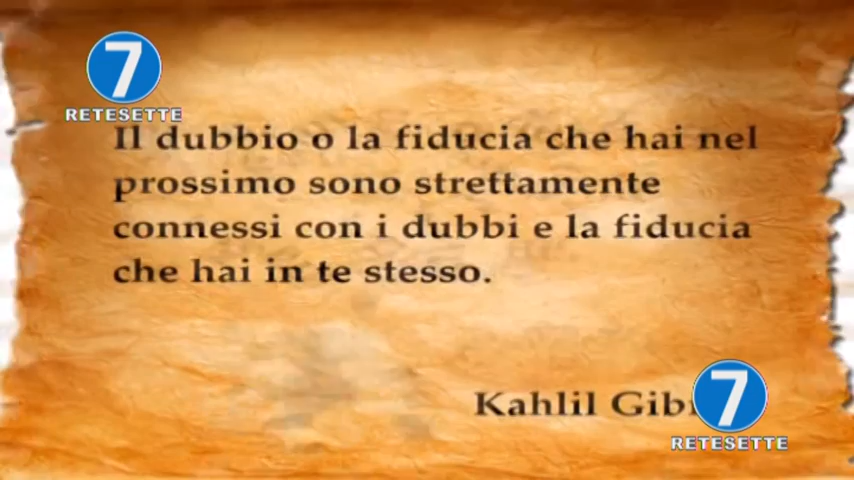 7
RETESETTE
Il dubbio o la fiducia che hai nel
prossimo sono strettamente
connessi con i dubbi e la fiducia
che hai in te stesso.
Kahlil
7
RETESETTE